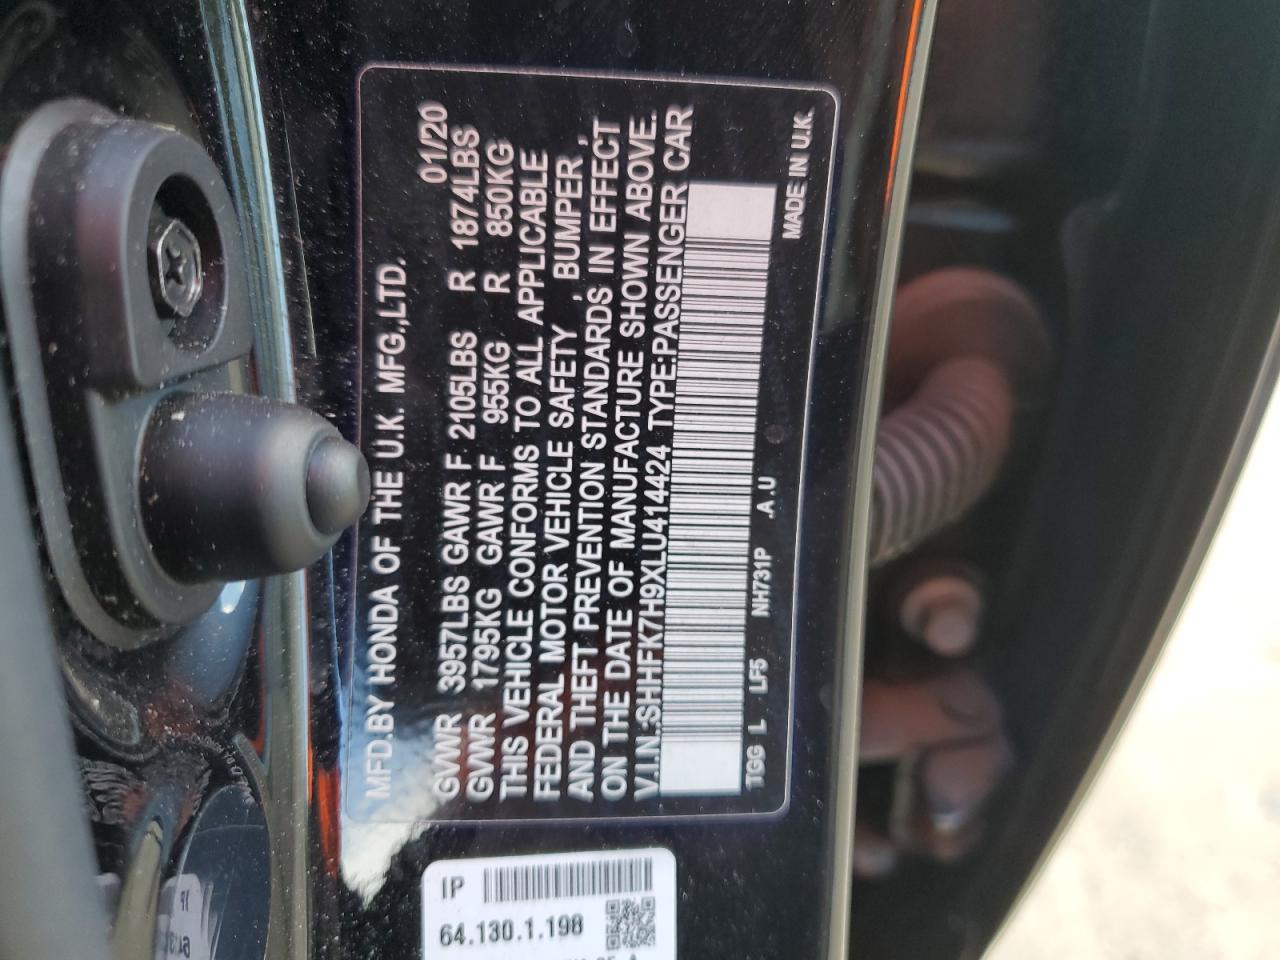 MFD.BY HONDA OF THE U.K. MFG.,LTD. 01/20
GVWR 3957LBS GAWR F 2105LBS R 1874LBS
GVWR 1795KG GAWR F 955KG R 850KG
THIS VEHICLE CONFORMS TO ALL APPLICABLE
FEDERAL MOTOR VEHICLE SAFETY , BUMPER ,
AND THEFT PREVENTION STANDARDS IN EFFECT
ON THE DATE OF MANUFACTURE SHOWN ABOVE.
V.I.N.:SHHFK7H9XLU414424 TYPE:PASSENGER CAR
TGG L LF5 NH731P .A.U MADE IN U.K.
IP
64.130.1.198